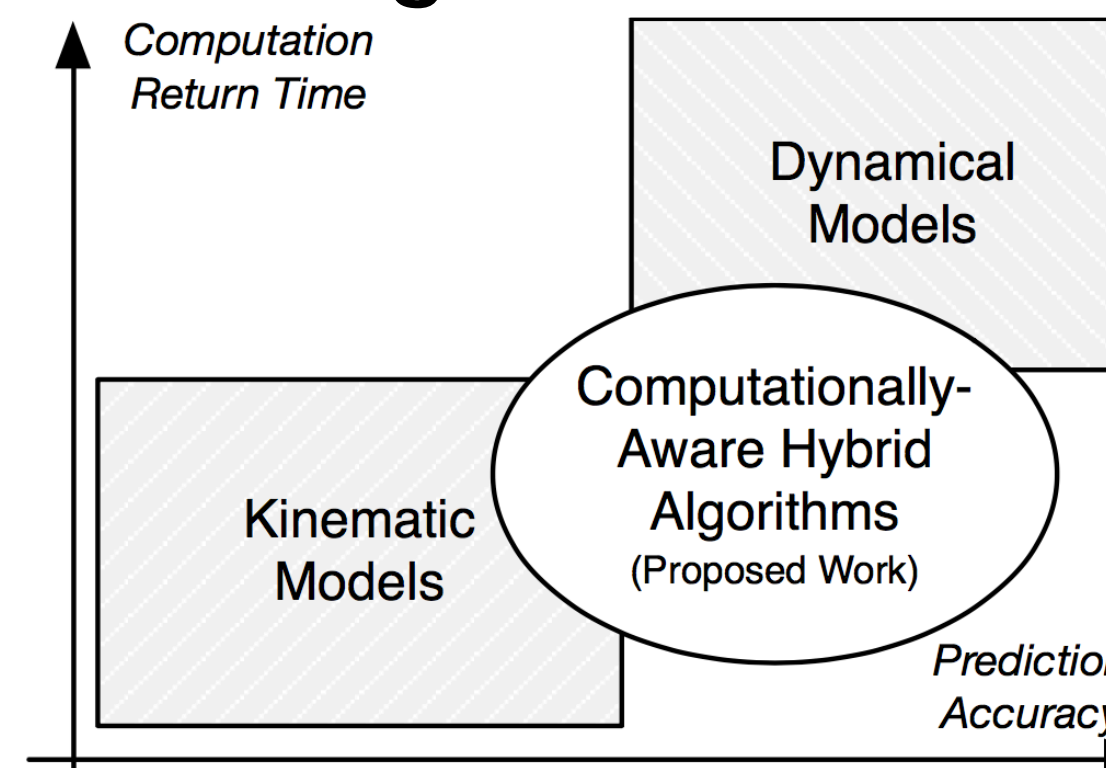 Computation
Return Time
Dynamical
Models
Computationally-
Aware Hybrid
Algorithms
(Proposed Work)
Kinematic
Models